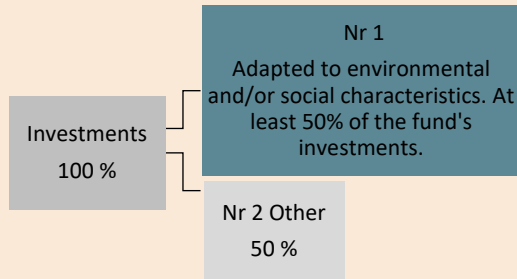 Nr 1
Adapted to environmental
and/or social characteristics. At
least 50% of the fund's
investments.
Investments
100 %
Nr 2 Other
50 %